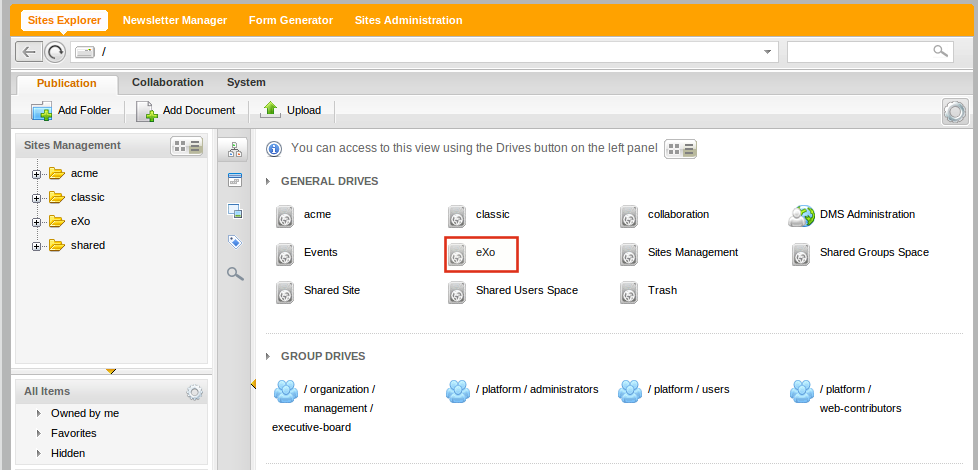 Sites Explorer Newsletter Manager Form Generator Sites Administration
/
Publication Collaboration System
Add Folder Add Document Upload
Sites Management
acme
classic
eXo
shared
All Items
Owned by me
Favorites
Hidden
You can access to this view using the Drives button on the left panel
GENERAL DRIVES
acme classic collaboration DMS Administration
Events eXo Sites Management Shared Groups Space
Shared Site Shared Users Space Trash
GROUP DRIVES
/ organization / / platform / administrators / platform / users / platform /
management / web-contributors
executive-board